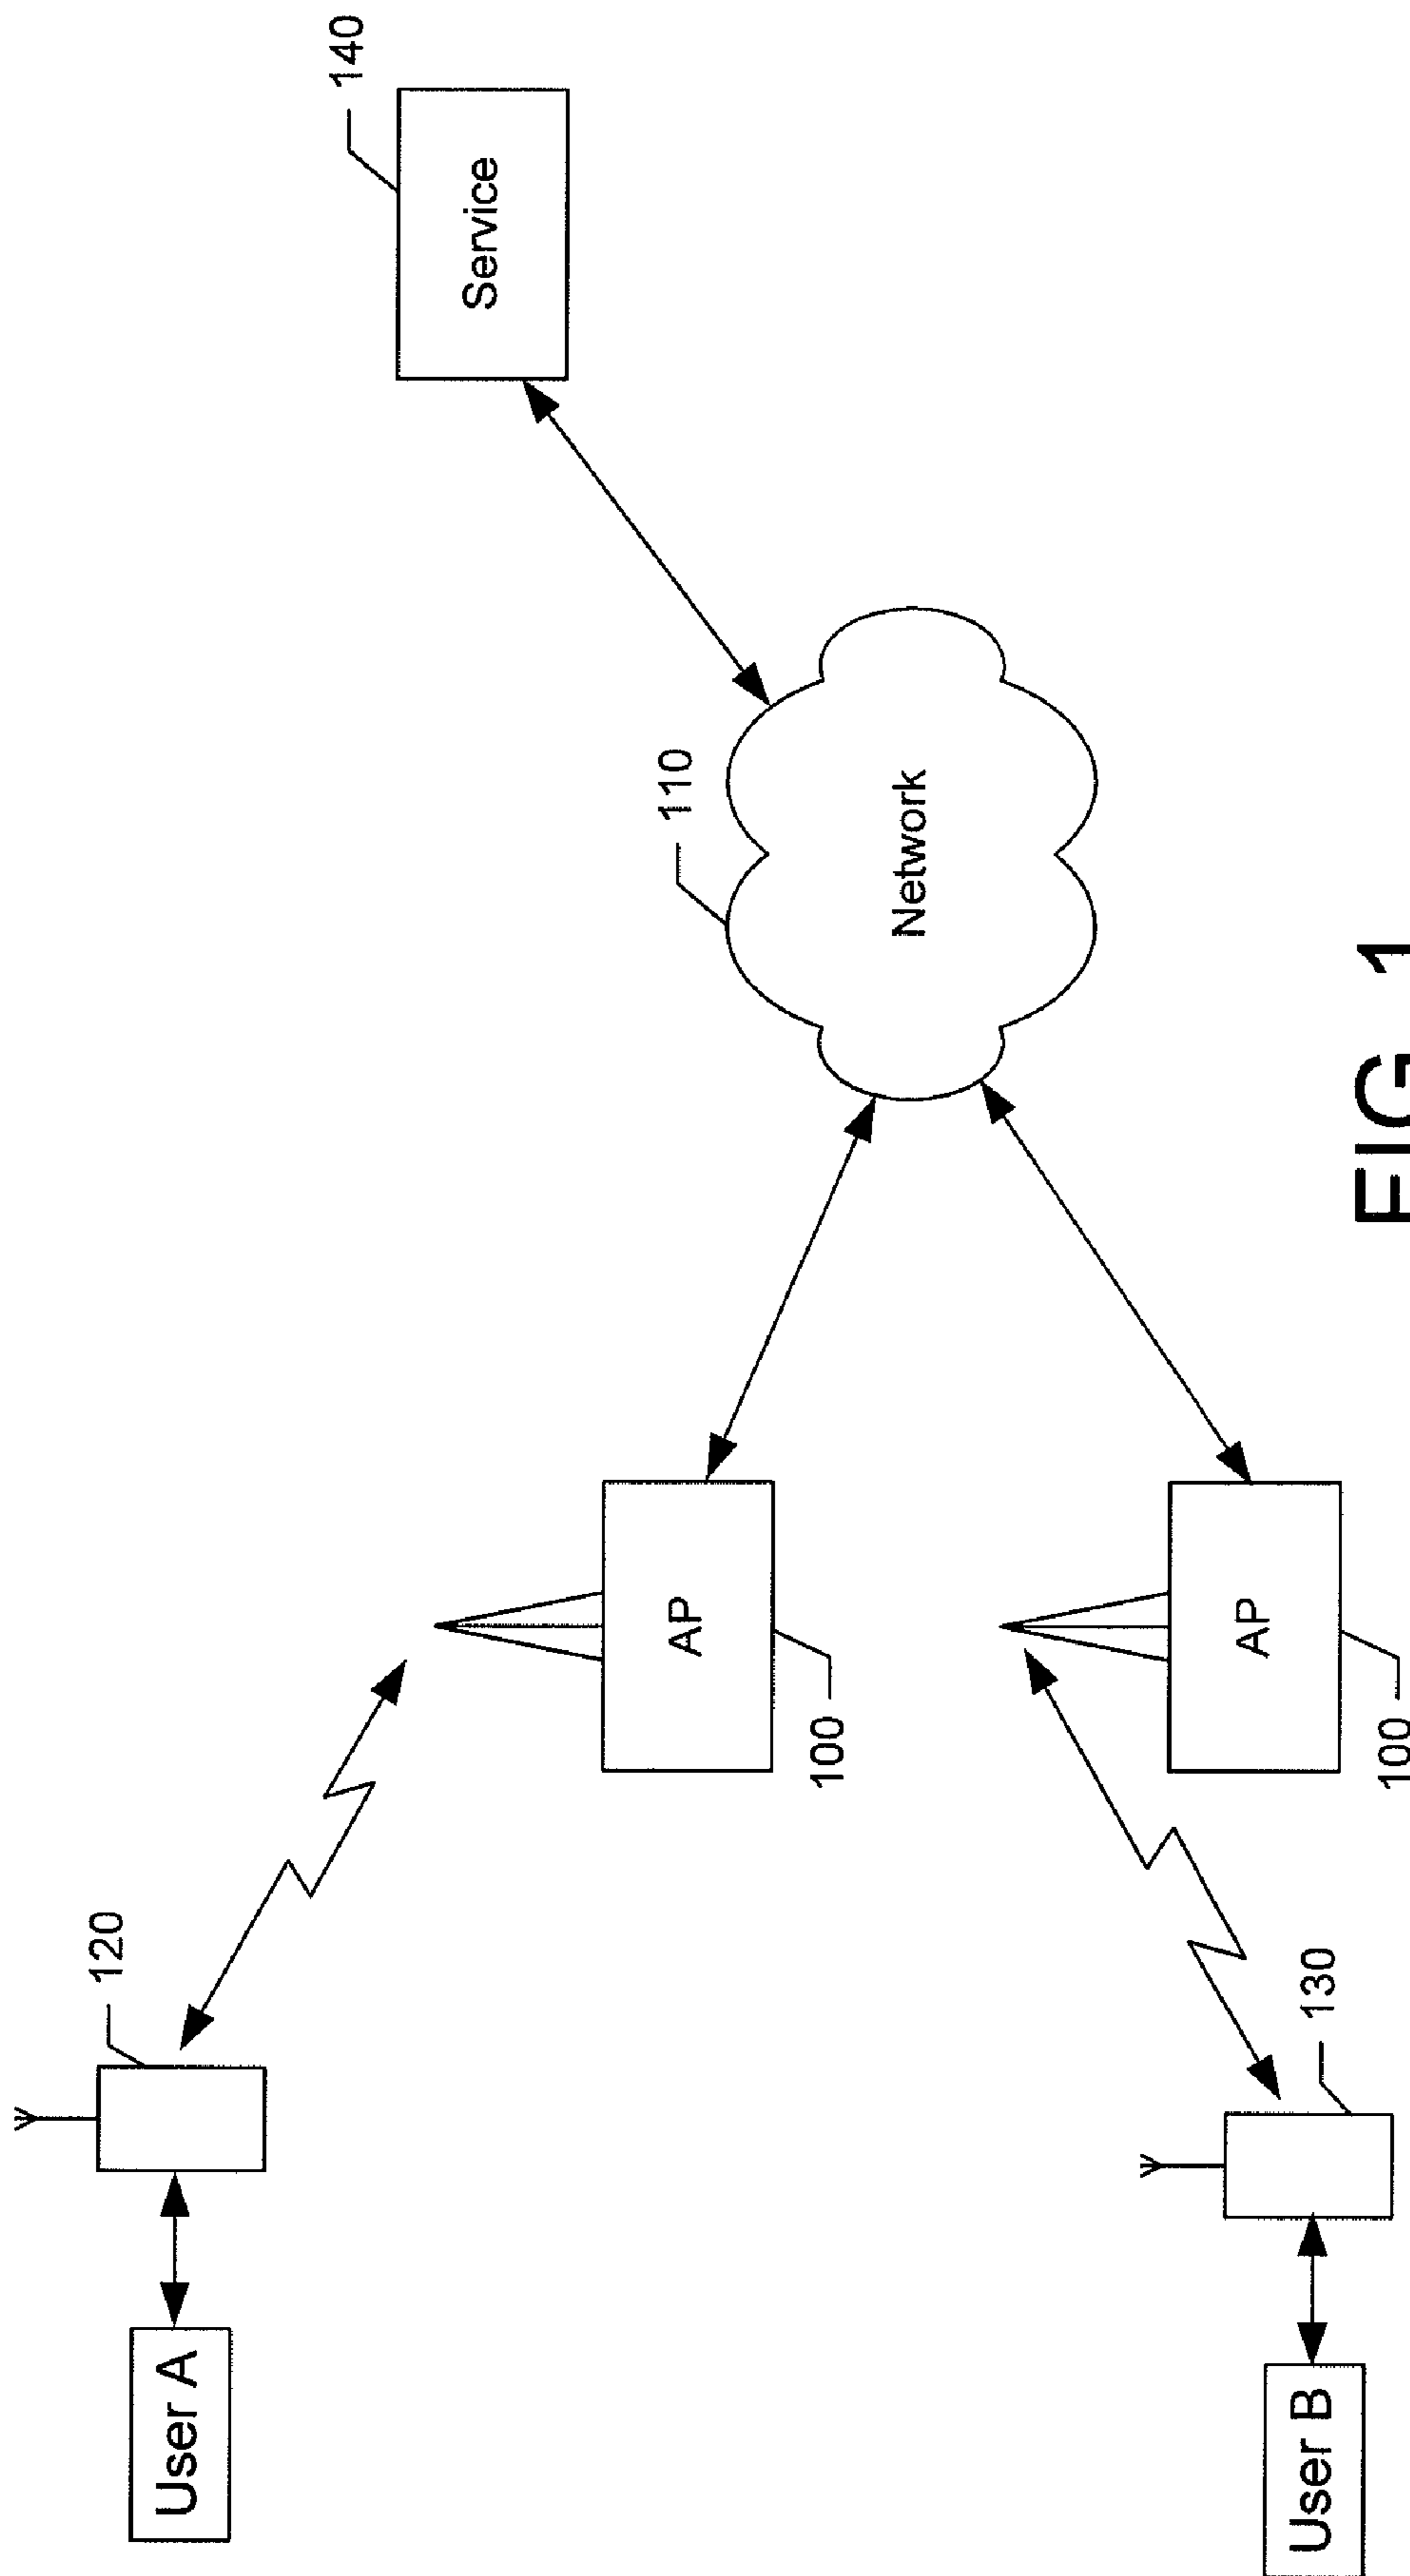 User A
120
AP
100
Network
110
Service
140
User B
130
AP
100
FIG. 1